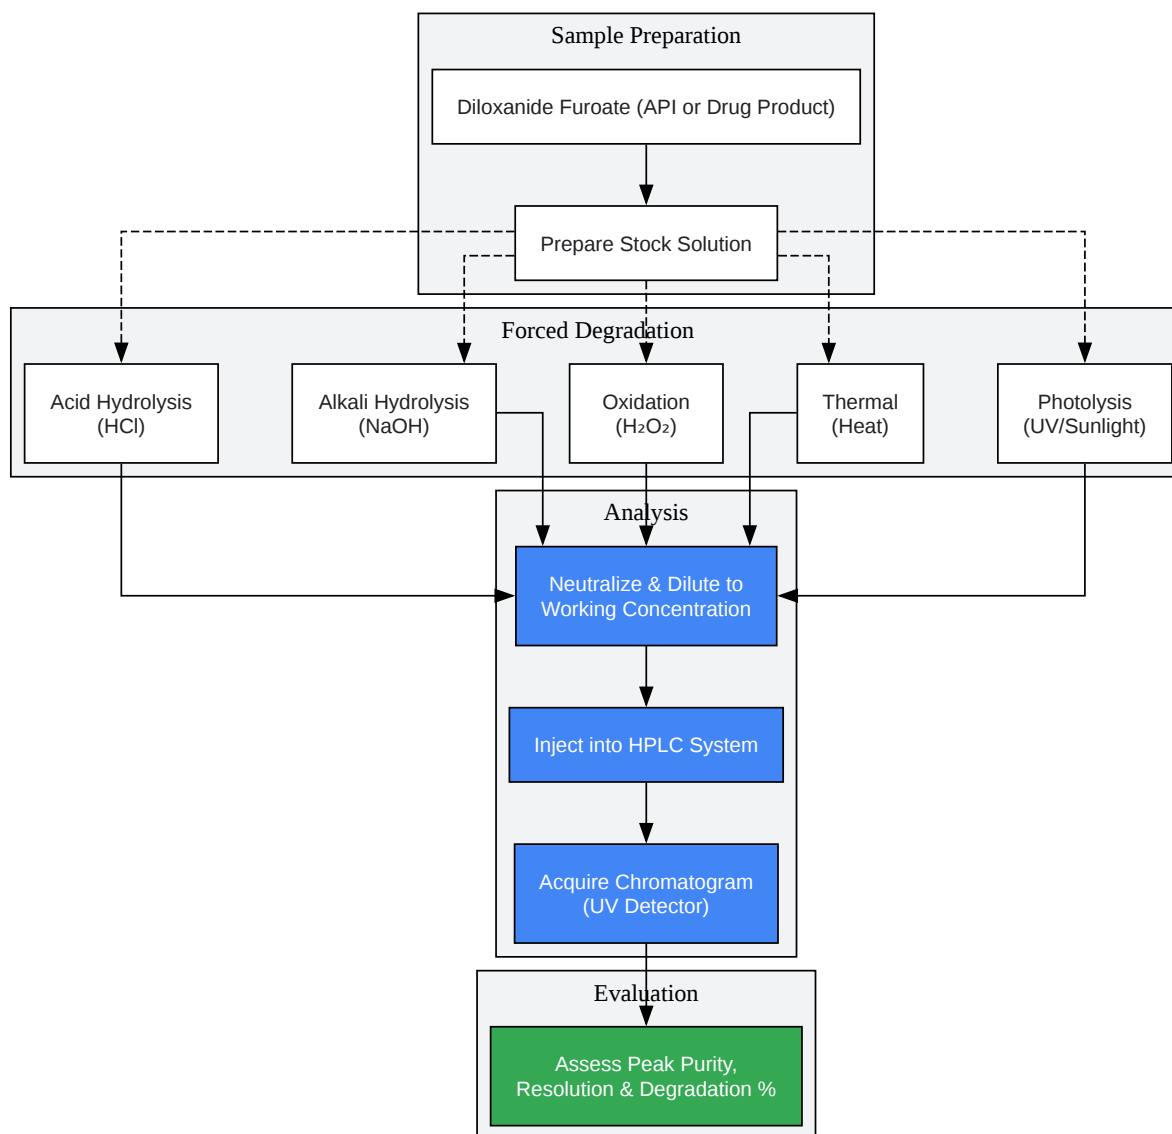 Sample Preparation
Diloxanide Furoate (API or Drug Product)
Prepare Stock Solution
Forced Degradation
Acid Hydrolysis
(HCl)
Alkali Hydrolysis
(NaOH)
Oxidation
(H₂O₂)
Thermal
(Heat)
Photolysis
(UV/Sunlight)
Analysis
Neutralize & Dilute to
Working Concentration
Inject into HPLC System
Acquire Chromatogram
(UV Detector)
Evaluation
Assess Peak Purity,
Resolution & Degradation %